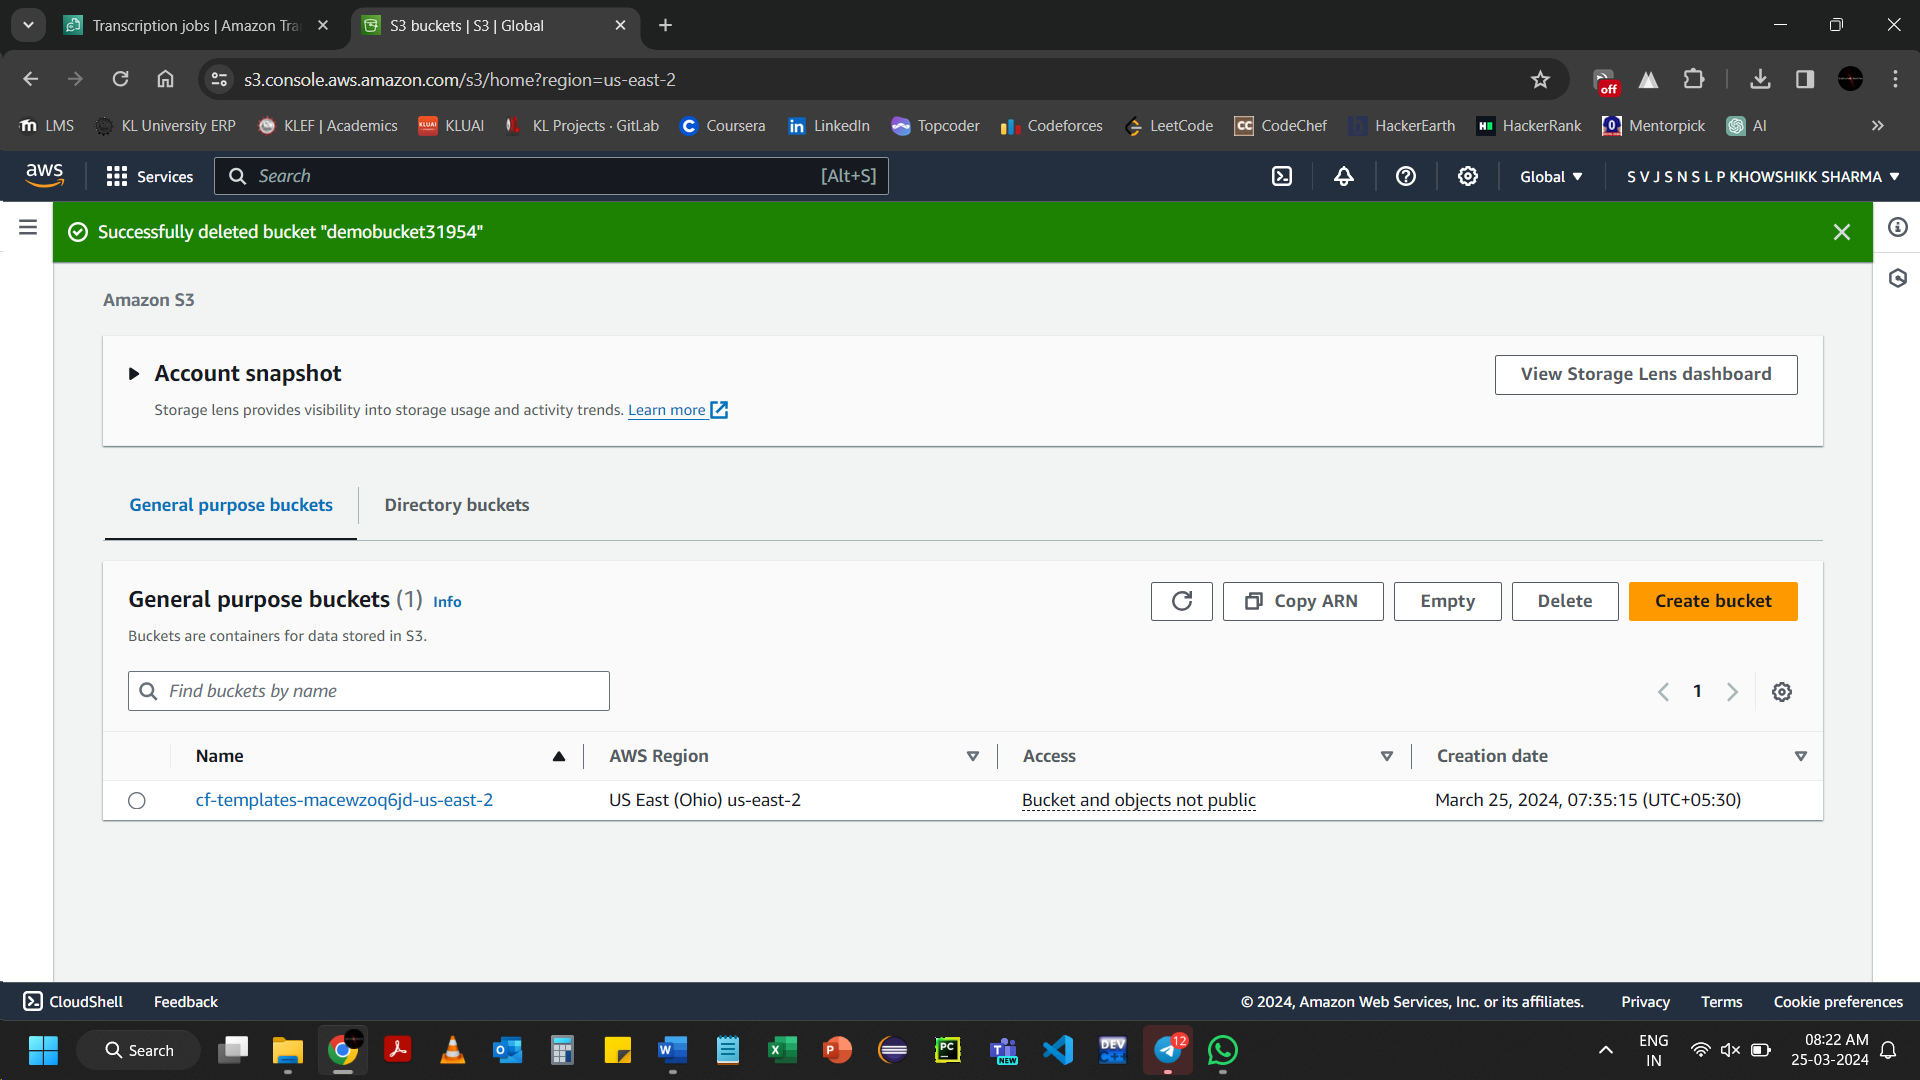 Transcription jobs | Amazon Tra
S3 buckets | S3 | Global
s3.console.aws.amazon.com/s3/home?region=us-east-2
off
LMS
KL University ERP
KLEF | Academics
KLUAI
KLUAI
KL Projects · GitLab
Coursera
LinkedIn
Topcoder
Codeforces
LeetCode
CC
CodeChef
HackerEarth
HackerRank
Mentorpick
AI
aws
Services
Search
[Alt+S]
Global
S V J S N S L P KHOWSHIKK SHARMA
Successfully deleted bucket "demobucket31954"
Amazon S3
Account snapshot
View Storage Lens dashboard
Storage lens provides visibility into storage usage and activity trends. Learn more
General purpose buckets
Directory buckets
General purpose buckets (1) Info
Copy ARN
Empty
Delete
Create bucket
Buckets are containers for data stored in S3.
Find buckets by name
1
Name
AWS Region
Access
Creation date
cf-templates-macewzoq6jd-us-east-2
US East (Ohio) us-east-2
Bucket and objects not public
March 25, 2024, 07:35:15 (UTC+05:30)
CloudShell
Feedback
© 2024, Amazon Web Services, Inc. or its affiliates.
Privacy
Terms
Cookie preferences
Search
PC
NEW
DEV
C++
12
ENG
IN
08:22 AM
25-03-2024